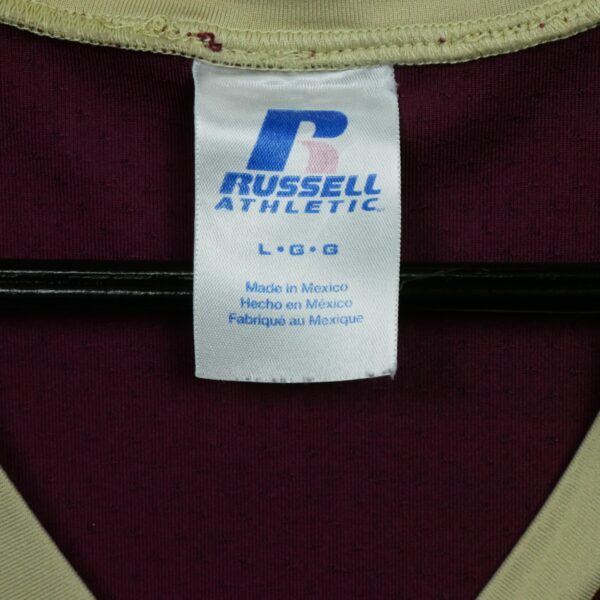 R
RUSSELL
ATHLETIC
L•G•G
Made in Mexico
Hecho en México
Fabriqué au Mexique